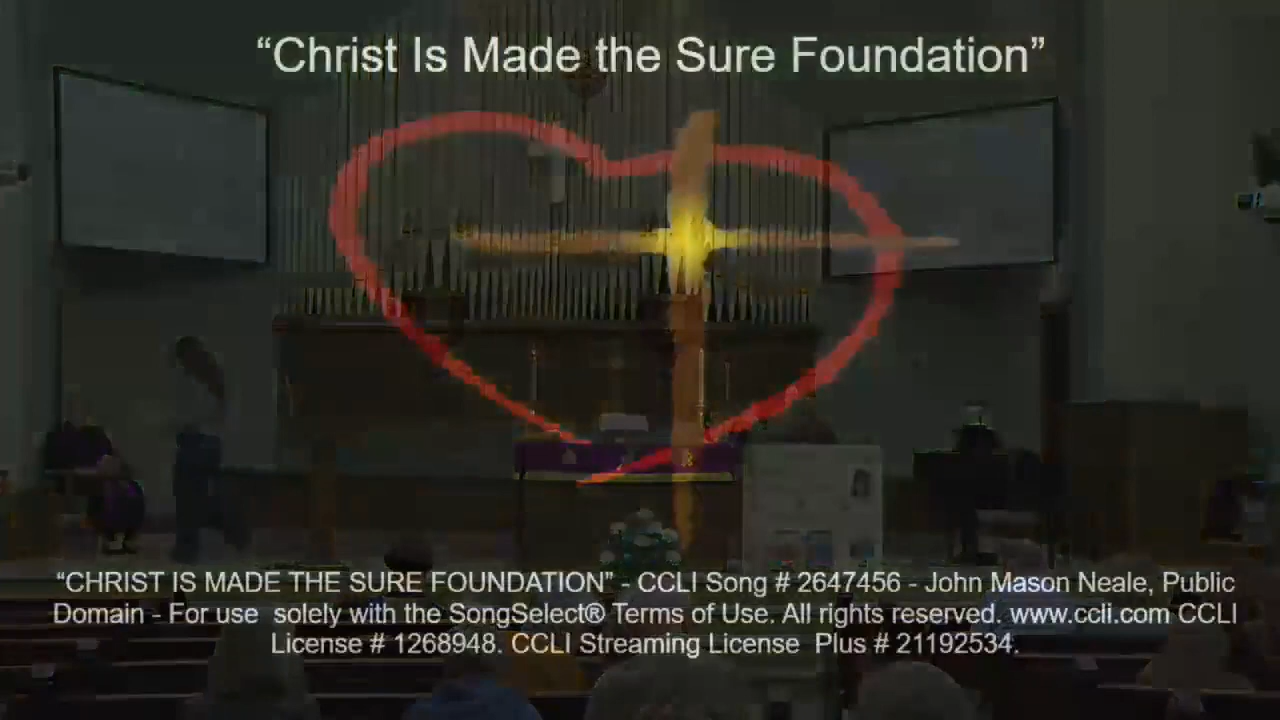 “Christ Is Made the Sure Foundation”
“CHRIST IS MADE THE SURE FOUNDATION” - CCLI Song # 2647456 - John Mason Neale, Public
Domain - For use  solely with the SongSelect® Terms of Use. All rights reserved. www.ccli.com CCLI
License # 1268948. CCLI Streaming License  Plus # 21192534.